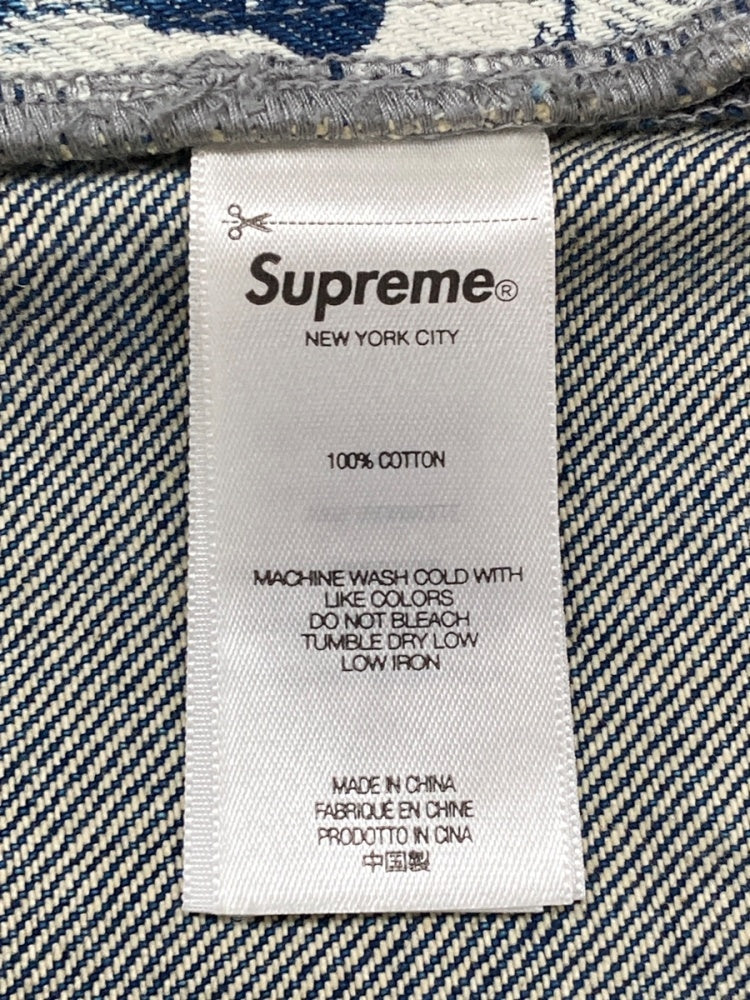 Supreme®
NEW YORK CITY
100% COTTON
MACHINE WASH COLD WITH
LIKE COLORS
DO NOT BLEACH
TUMBLE DRY LOW
LOW IRON
MADE IN CHINA
FABRIQUÉ EN CHINE
PRODOTTO IN CINA
中国製